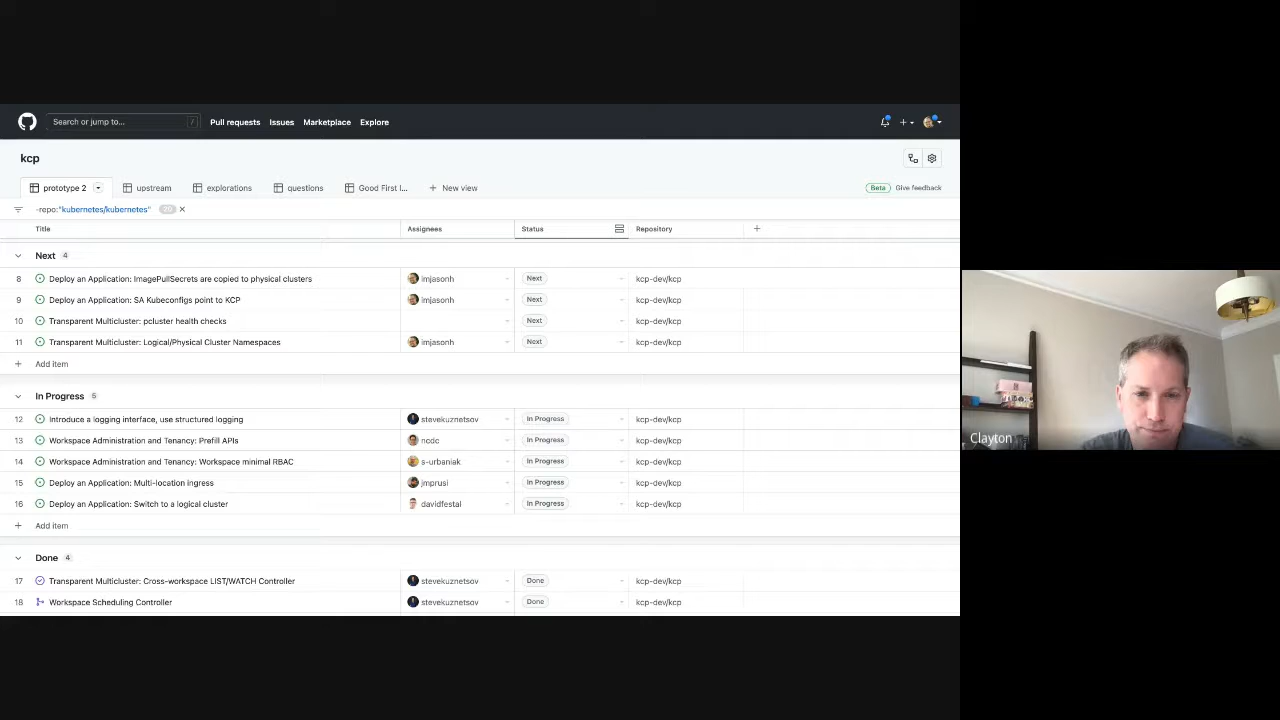 Search or jump to... / Pull requests Issues Marketplace Explore
kcp
prototype 2 upstream explorations questions Good First I... + New view Beta Give feedback
-repo:"kubernetes/kubernetes"
Title Assignees Status Repository +
Next 4
8 Deploy an Application: ImagePullSecrets are copied to physical clusters imjasonh Next kcp-dev/kcp
9 Deploy an Application: SA Kubeconfigs point to KCP imjasonh Next kcp-dev/kcp
10 Transparent Multicluster: pcluster health checks Next kcp-dev/kcp
11 Transparent Multicluster: Logical/Physical Cluster Namespaces imjasonh Next kcp-dev/kcp
+ Add item
In Progress 5
12 Introduce a logging interface, use structured logging stevekuznetsov In Progress kcp-dev/kcp
13 Workspace Administration and Tenancy: Prefill APIs ncdc In Progress kcp-dev/kcp
14 Workspace Administration and Tenancy: Workspace minimal RBAC s-urbaniak In Progress kcp-dev/kcp
15 Deploy an Application: Multi-location ingress jmprusi In Progress kcp-dev/kcp
16 Deploy an Application: Switch to a logical cluster davidfestal In Progress kcp-dev/kcp
+ Add item
Done 4
17 Transparent Multicluster: Cross-workspace LIST/WATCH Controller stevekuznetsov Done kcp-dev/kcp
18 Workspace Scheduling Controller stevekuznetsov Done kcp-dev/kcp
Clayton